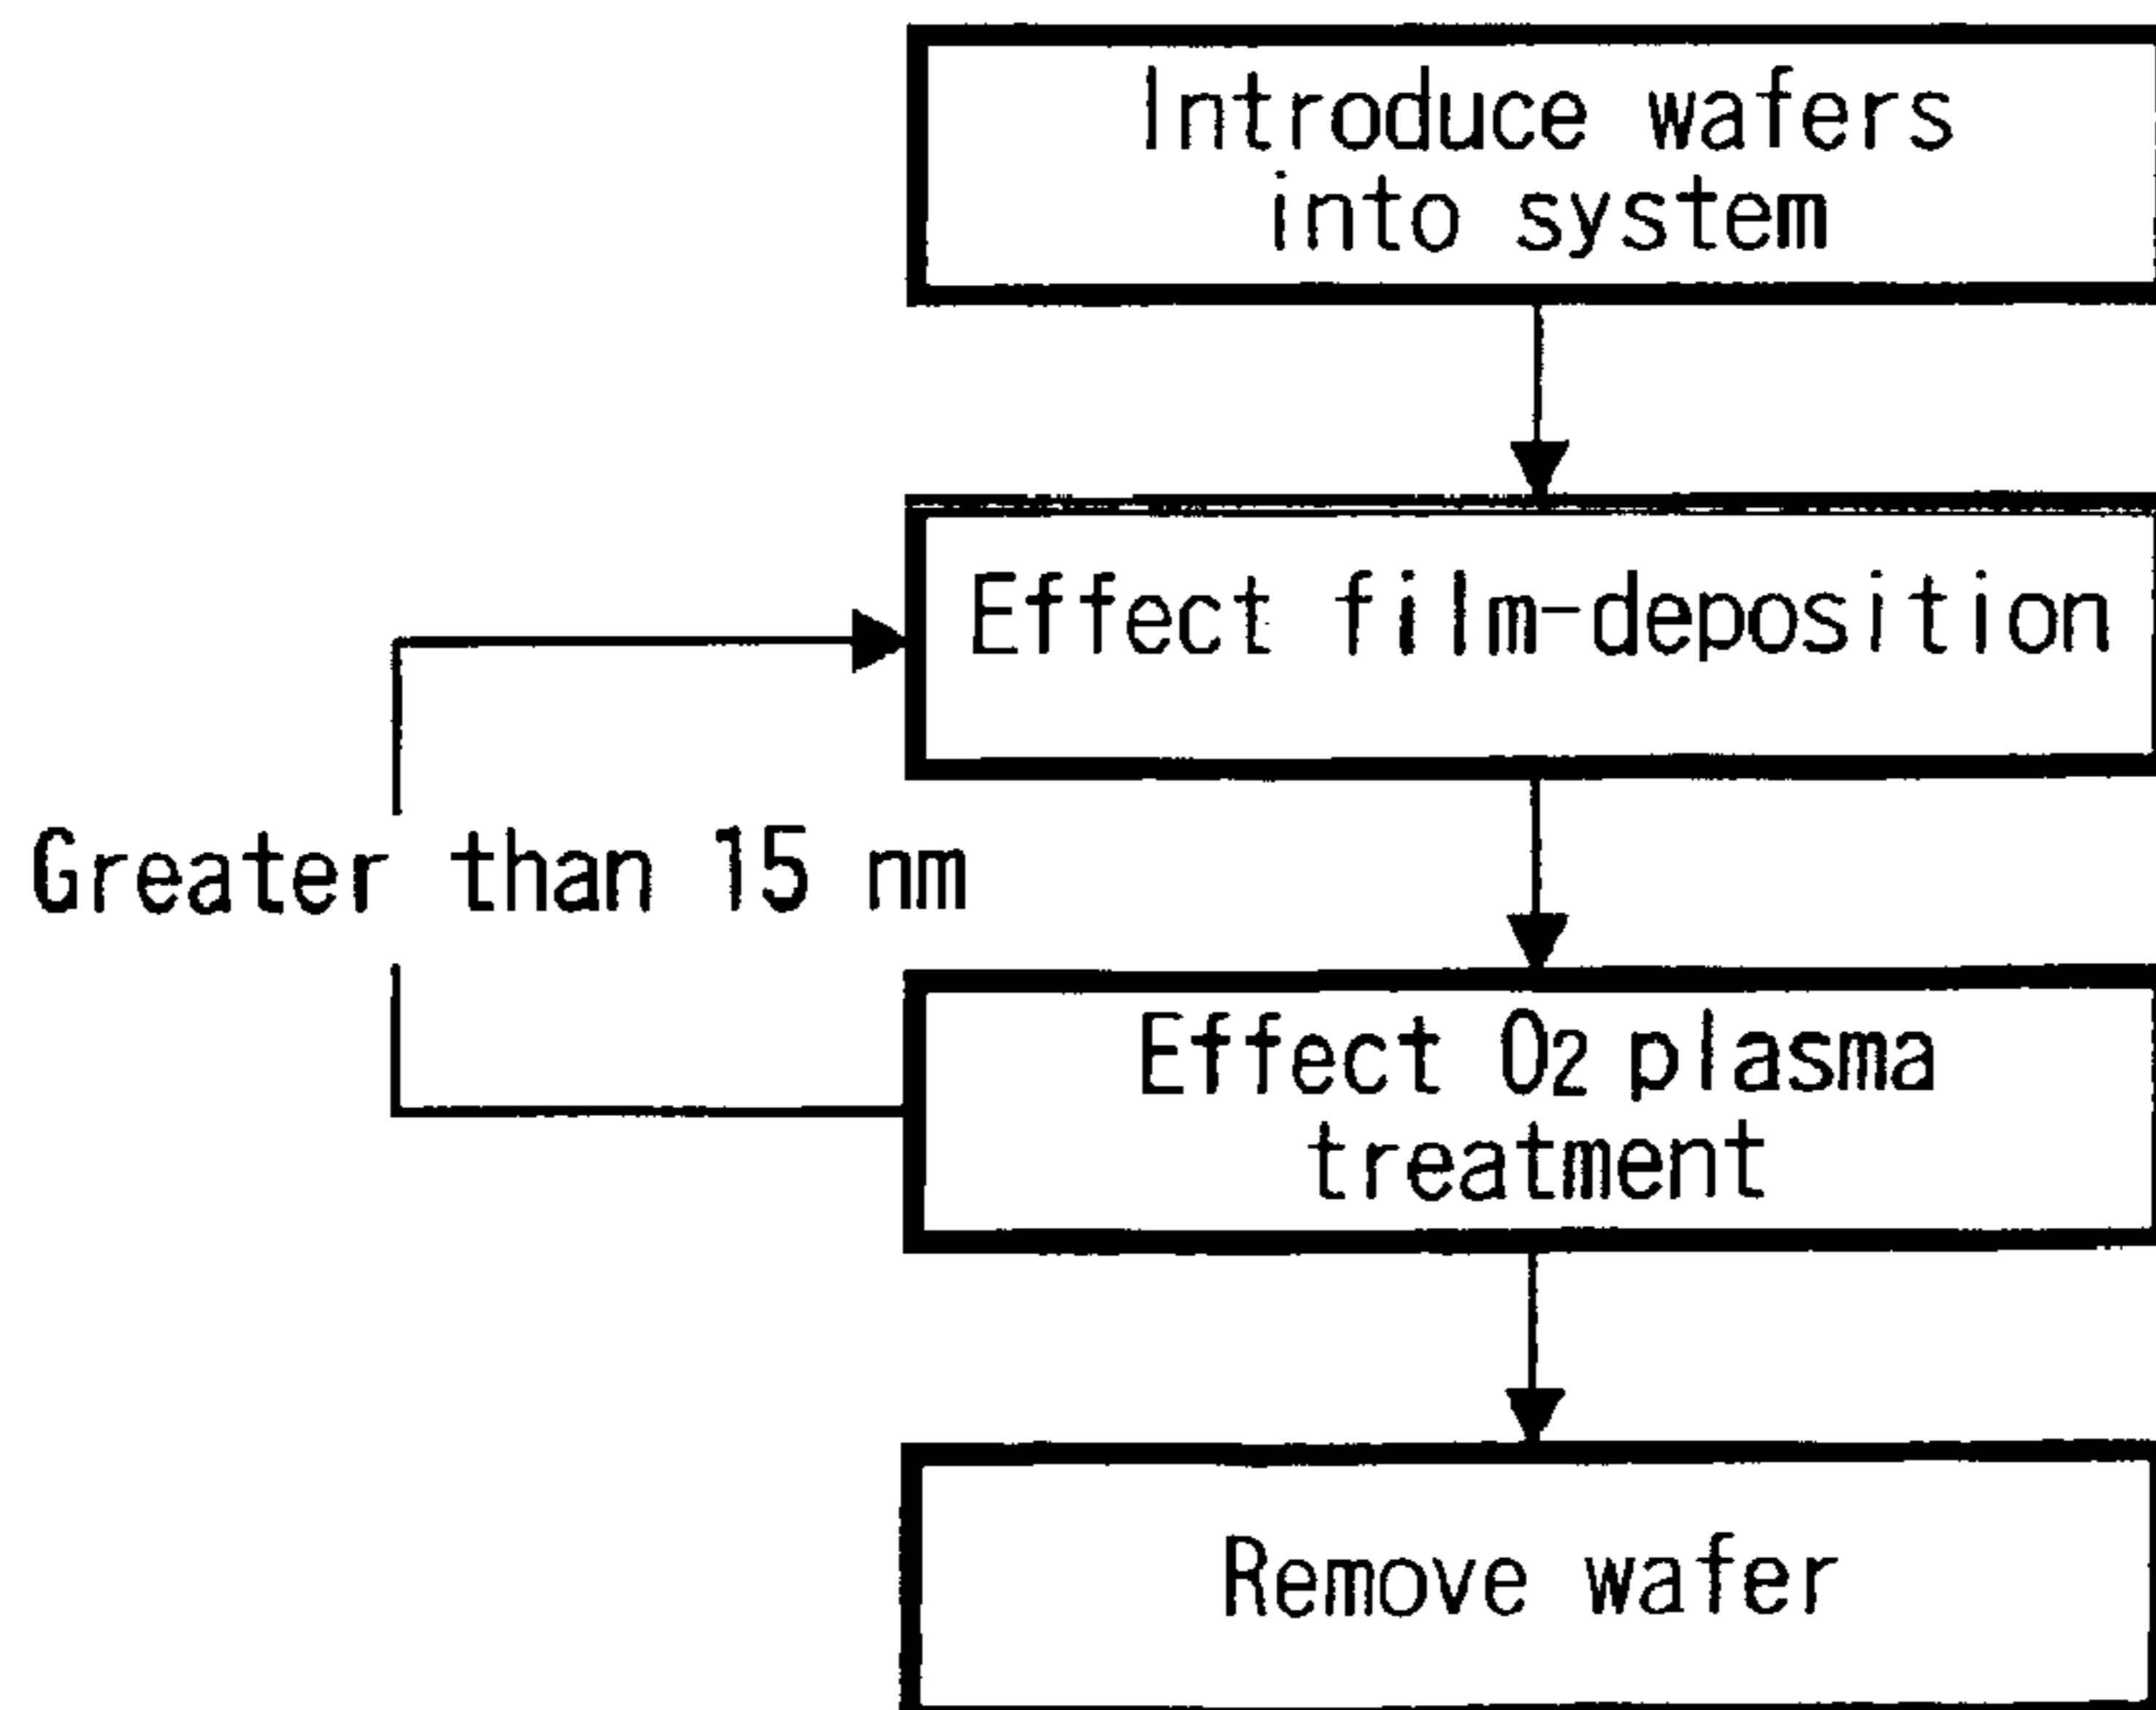 Introduce wafers
into system
Effect film-deposition
Greater than 15 nm
Effect O2 plasma
treatment
Remove wafer